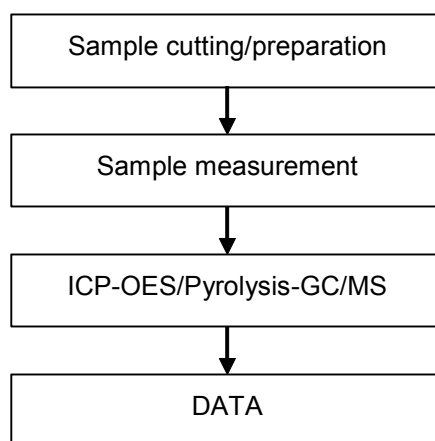 Sample cutting/preparation
Sample measurement
ICP-OES/Pyrolysis-GC/MS
DATA